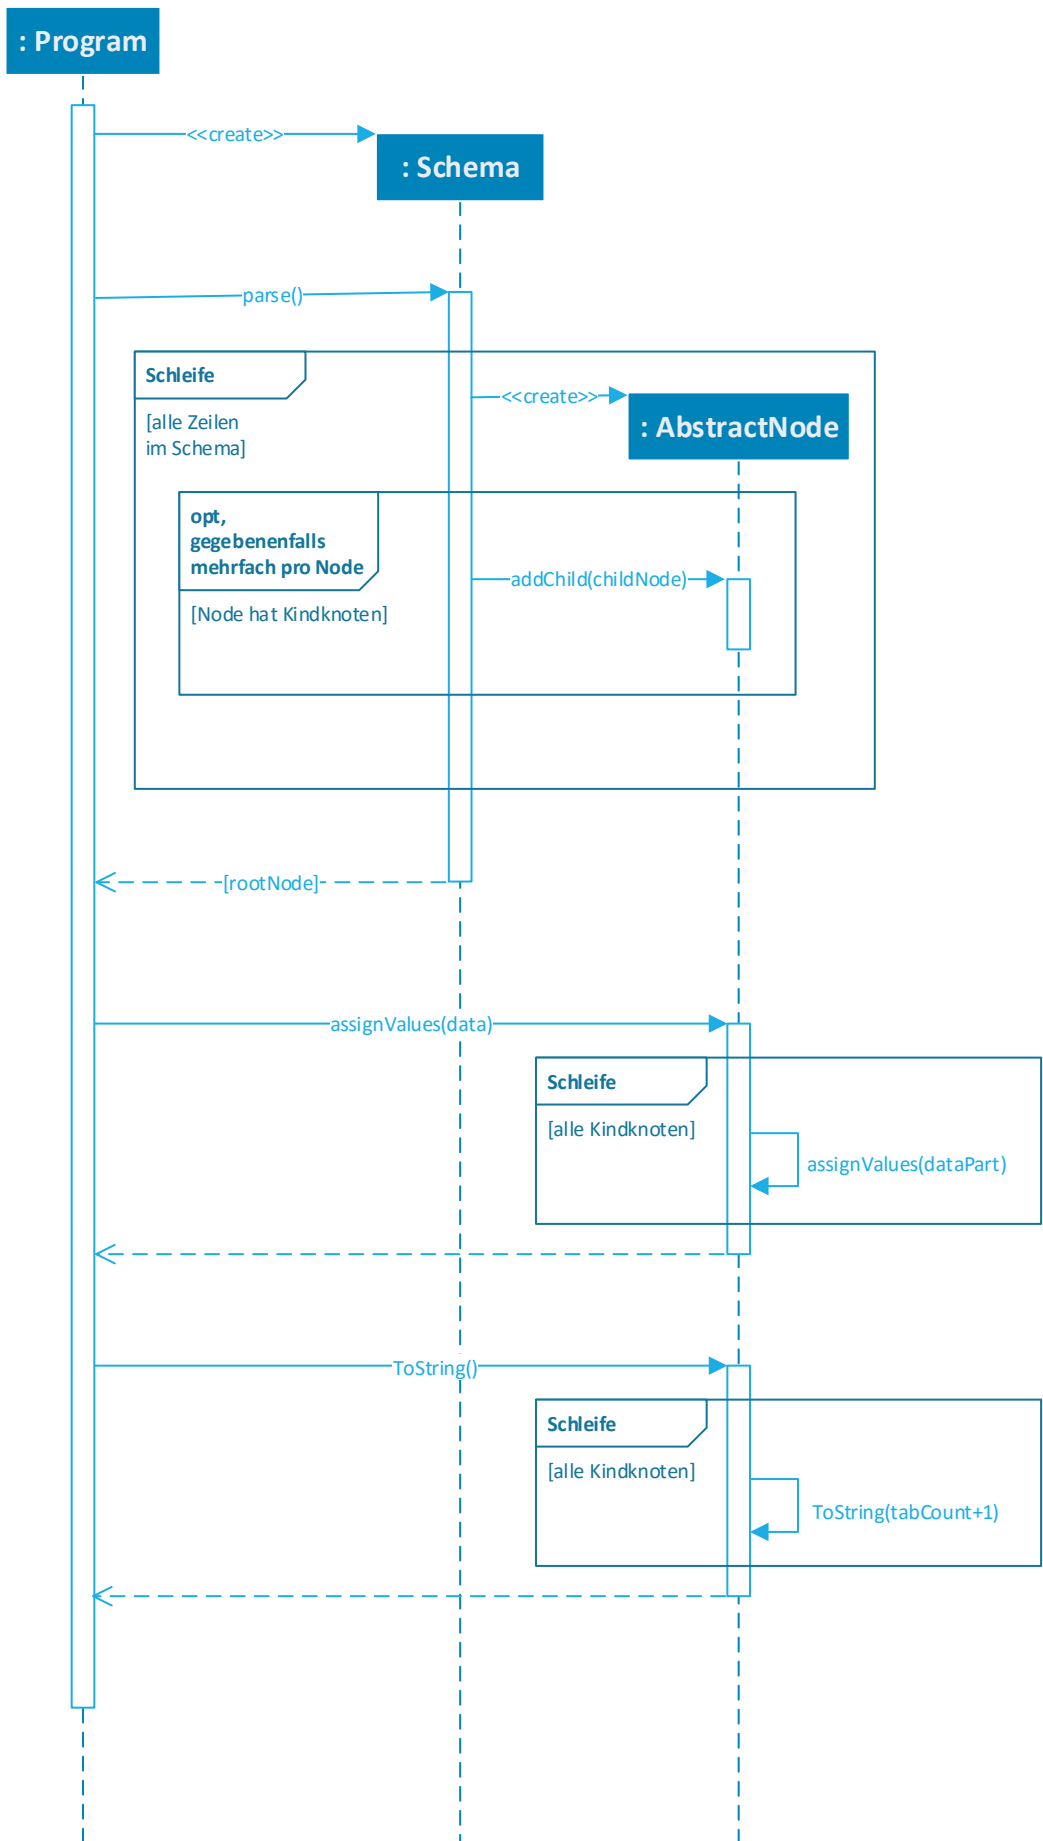 : Program
<<create>>
: Schema
parse()
Schleife
[alle Zeilen
im Schema]
<<create>>
: AbstractNode
opt,
gegebenenfalls
mehrfach pro Node
[Node hat Kindknoten]
addChild(childNode)
[rootNode]
assignValues(data)
Schleife
[alle Kindknoten]
assignValues(dataPart)
ToString()
Schleife
[alle Kindknoten]
ToString(tabCount+1)